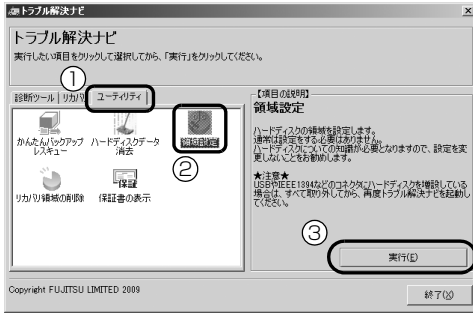 トラブル解決ナビ
トラブル解決ナビ
実行したい項目をクリックして選択してから、「実行」をクリックしてください。
①
診断ツール
リカバリ
ユーティリティ
かんたんバックアップ
レスキュー
ハードディスクデータ
消去
領域設定
②
リカバリ領域の削除
保証
保証書の表示
【項目の説明】
領域設定
ハードディスクの領域を設定します。
通常は設定をする必要はありません。
ハードディスクについての知識が必要となりますので、設定を変
更しないことをお勧めします。
★注意★
USBやIEEE1394などのコネクタにハードディスクを増設している
場合は、すべて取り外してから、再度トラブル解決ナビを起動し
てください。
③
実行(E)
Copyright FUJITSU LIMITED 2009
終了(X)